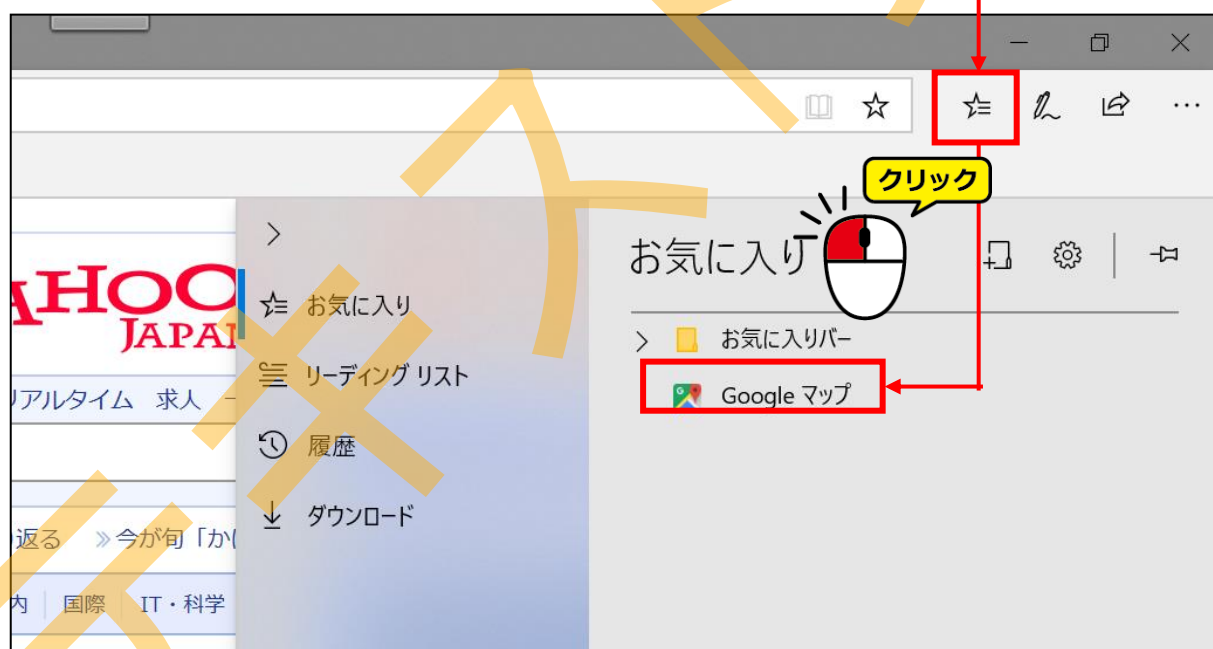 クリック
AHOO
JAPAN
リアルタイム 求人
返る ≫今が旬「か
内 国際 IT・科学
お気に入り
リーディング リスト
履歴
ダウンロード
お気に入り
お気に入りバー
Google マップ